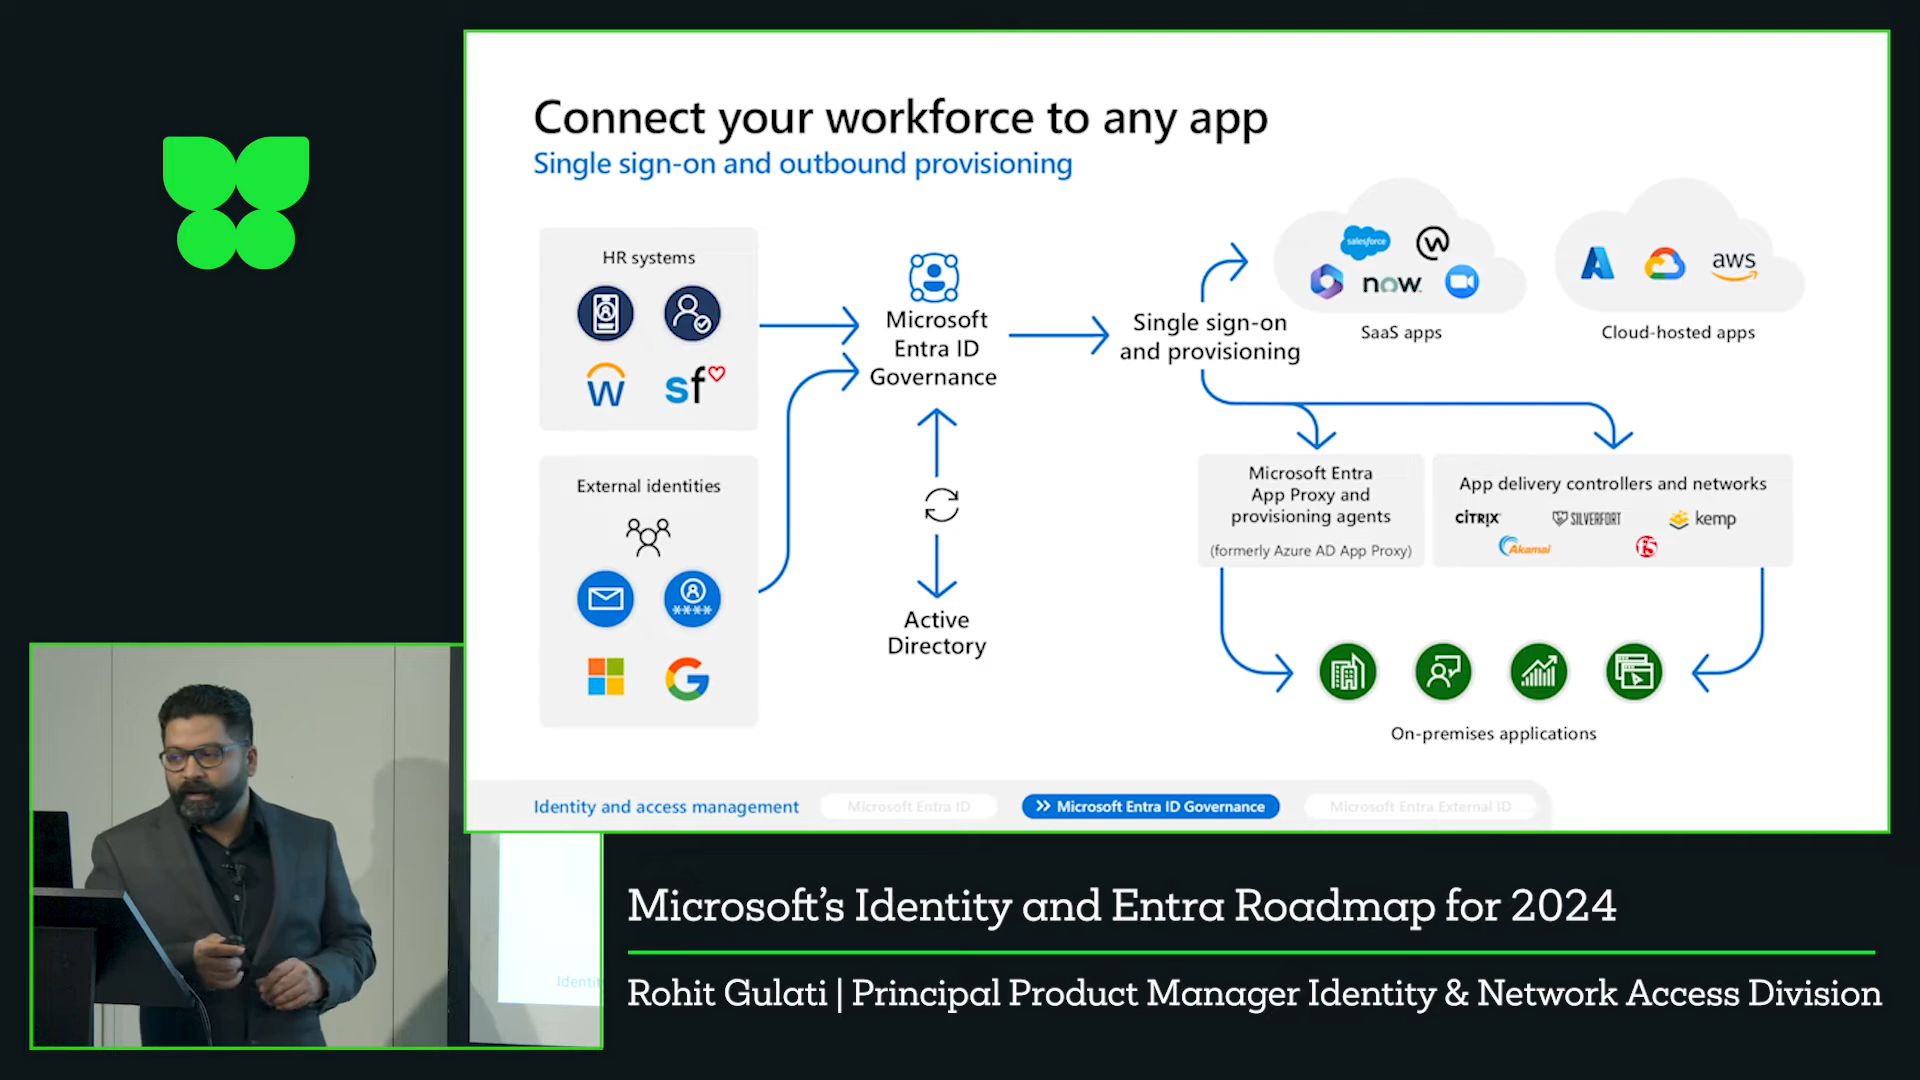 Connect your workforce to any app
Single sign-on and outbound provisioning
HR systems
w
sf
External identities
****
G
Microsoft
Entra ID
Governance
Active
Directory
Single sign-on
and provisioning
salesforce
W
now.
SaaS apps
A
aws
Cloud-hosted apps
Microsoft Entra
App Proxy and
provisioning agents
(formerly Azure AD App Proxy)
App delivery controllers and networks
CİTRIX
SILVERFORT
kemp
Akamai
f5
On-premises applications
Identity and access management
Microsoft Entra ID
Microsoft Entra ID Governance
Microsoft Entra External ID
Identi
Microsoft's Identity and Entra Roadmap for 2024
Rohit Gulati | Principal Product Manager Identity & Network Access Division